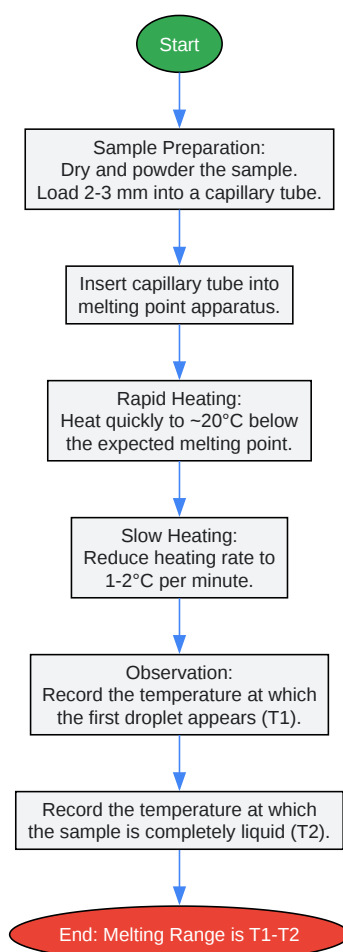 Start
Sample Preparation:
Dry and powder the sample.
Load 2-3 mm into a capillary tube.
Insert capillary tube into
melting point apparatus.
Rapid Heating:
Heat quickly to ~20°C below
the expected melting point.
Slow Heating:
Reduce heating rate to
1-2°C per minute.
Observation:
Record the temperature at which
the first droplet appears (T1).
Record the temperature at which
the sample is completely liquid (T2).
End: Melting Range is T1-T2